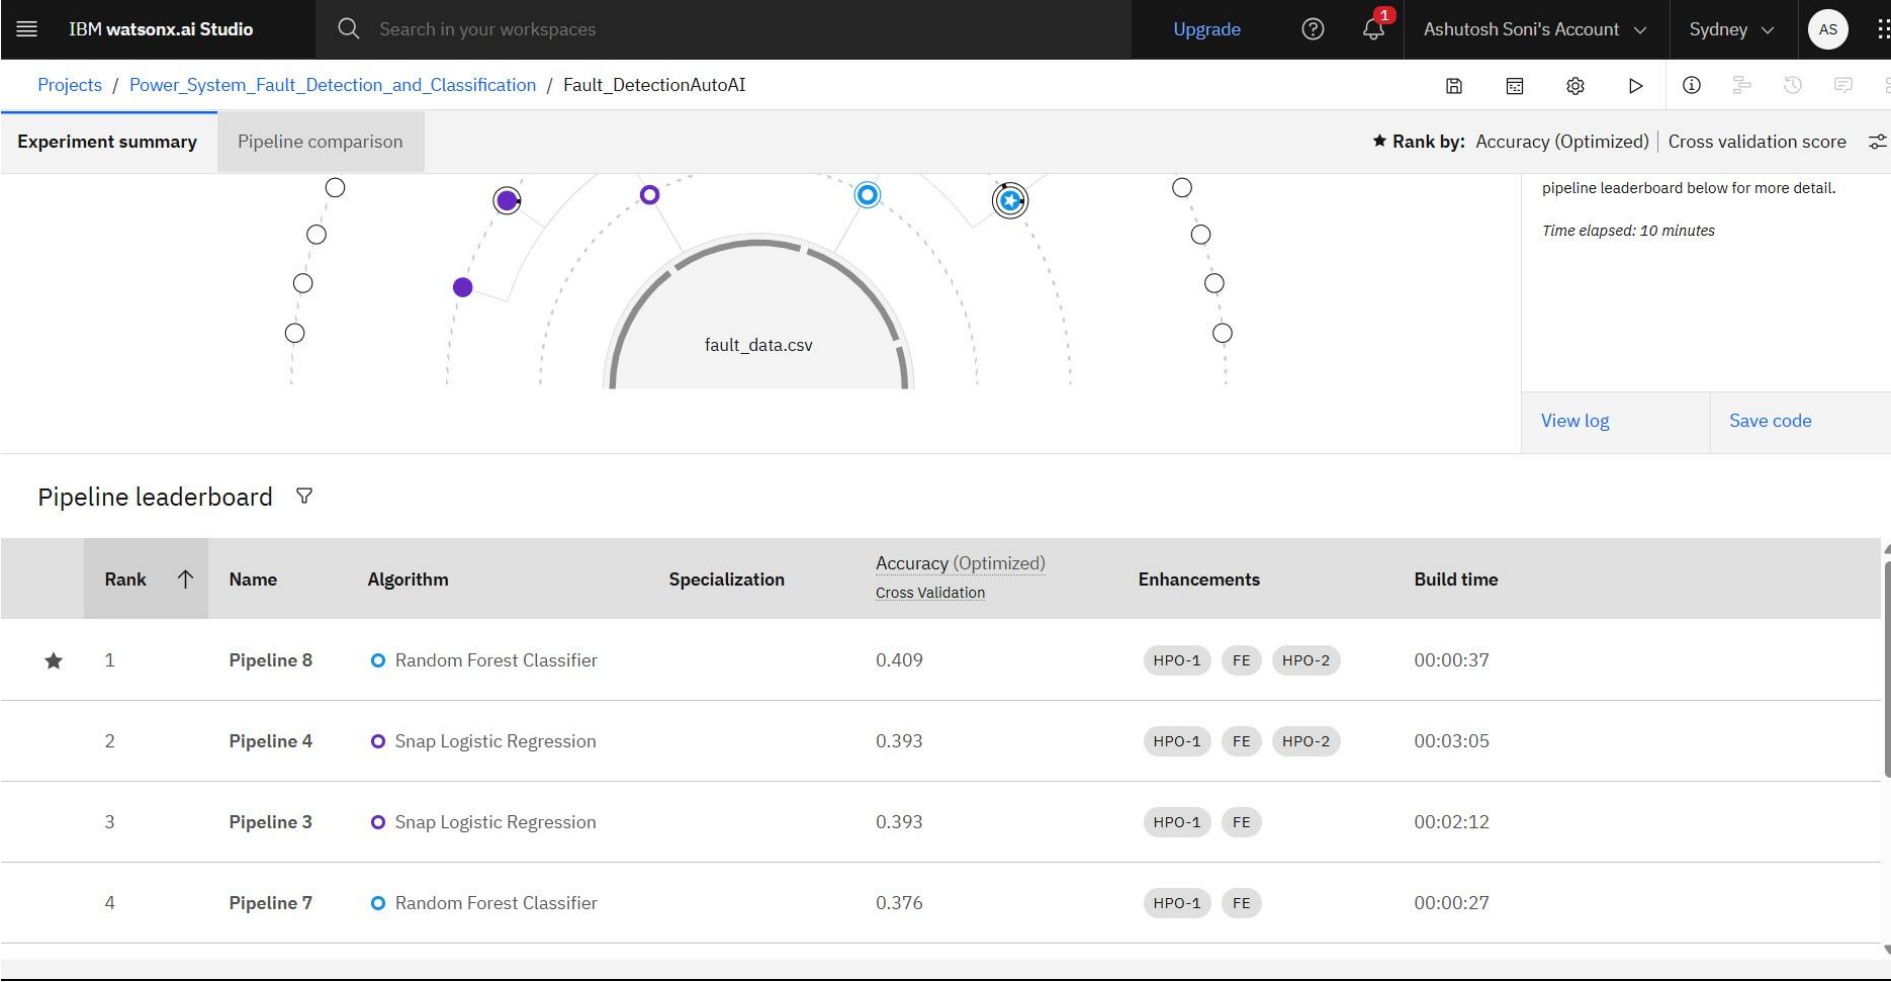 IBM watsonx.ai Studio
Search in your workspaces
Upgrade
1
Ashutosh Soni's Account
Sydney
AS
Projects / Power_System_Fault_Detection_and_Classification / Fault_DetectionAutoAI
Experiment summary
Pipeline comparison
Rank by: Accuracy (Optimized) | Cross validation score
pipeline leaderboard below for more detail.
Time elapsed: 10 minutes
fault_data.csv
View log
Save code
Pipeline leaderboard
Rank Name Algorithm Specialization Accuracy (Optimized) Enhancements Build time
Cross Validation
1 Pipeline 8 Random Forest Classifier 0.409 HPO-1 FE HPO-2 00:00:37
2 Pipeline 4 Snap Logistic Regression 0.393 HPO-1 FE HPO-2 00:03:05
3 Pipeline 3 Snap Logistic Regression 0.393 HPO-1 FE 00:02:12
4 Pipeline 7 Random Forest Classifier 0.376 HPO-1 FE 00:00:27